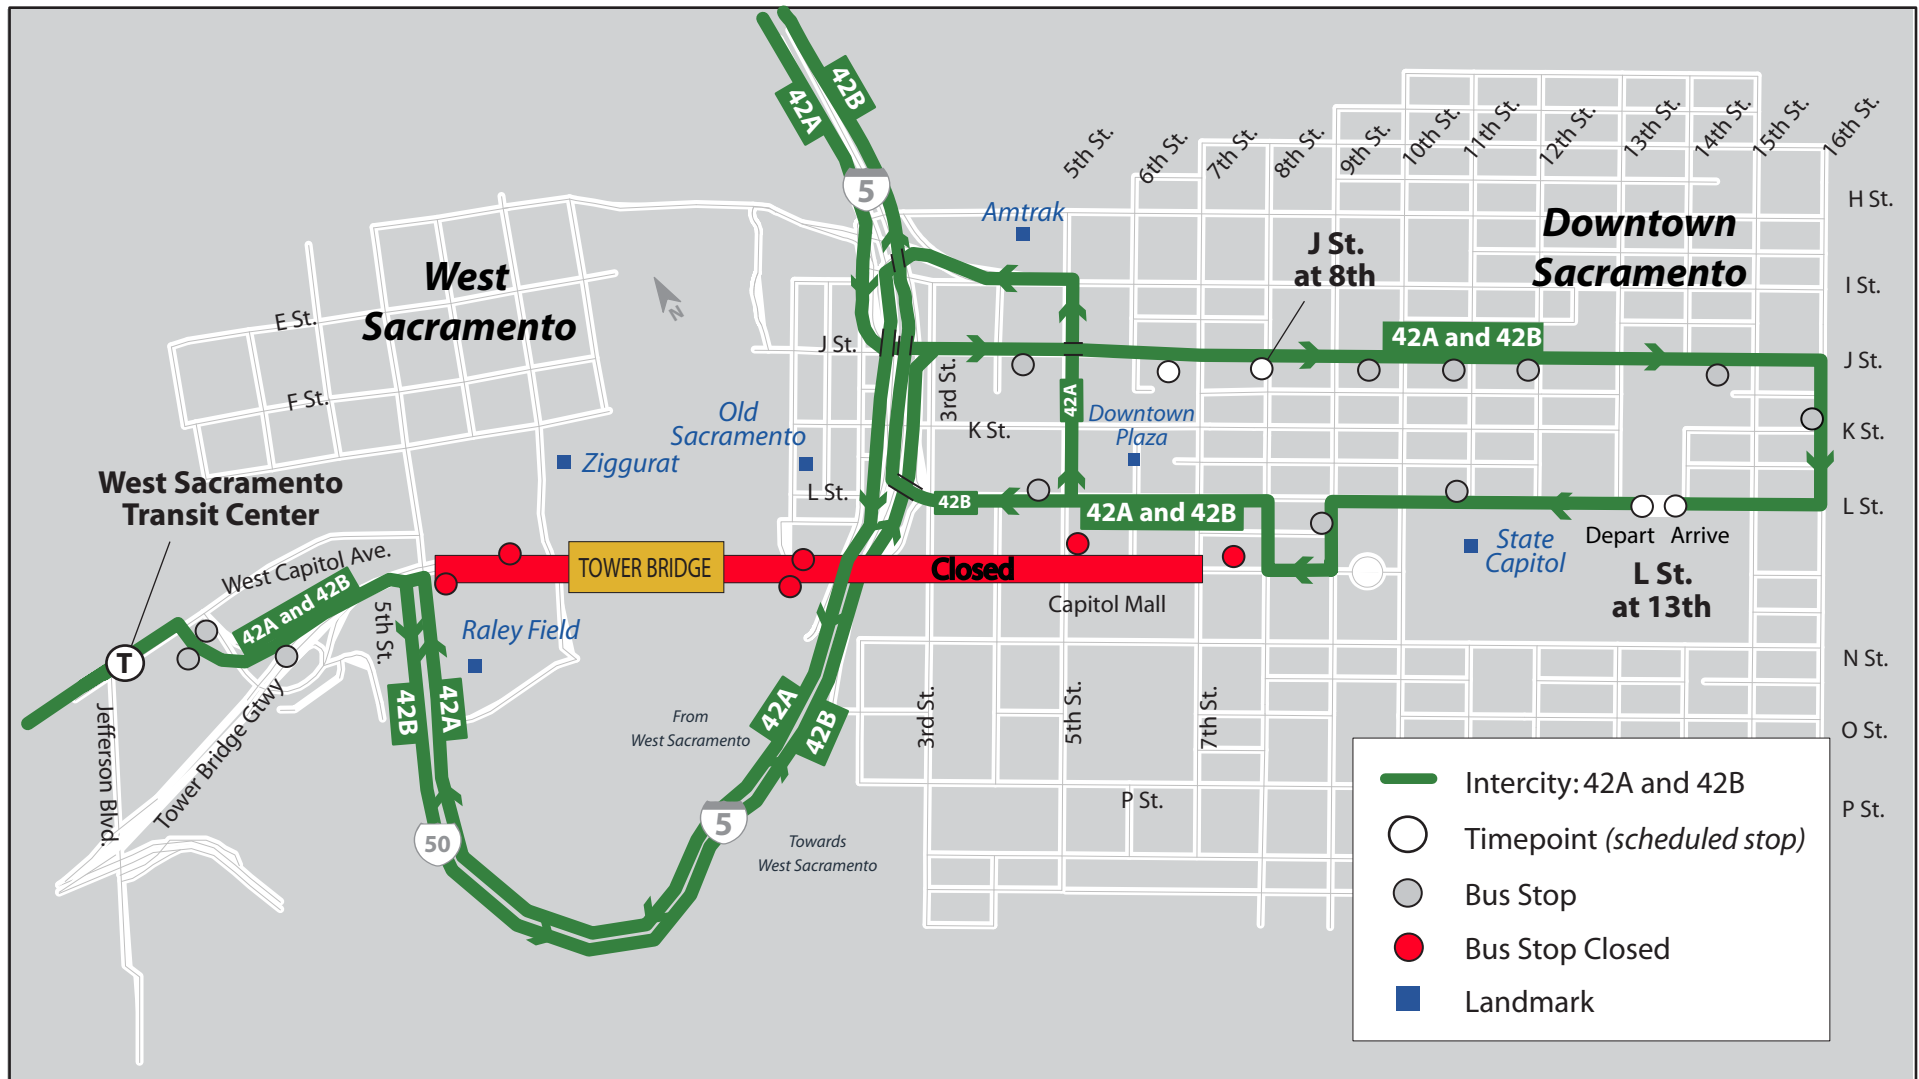 42B
42A
5
5th St.
6th St.
7th St.
8th St.
9th St.
10th St.
11th St.
12th St.
13th St.
14th St.
15th St.
16th St.
H St.
I St.
J St.
K St.
L St.
N St.
O St.
P St.
Amtrak
Downtown
Sacramento
J St.
at 8th
42A and 42B
West
Sacramento
N
E St.
F St.
J St.
3rd St.
42A
Downtown
Plaza
K St.
Old
Sacramento
Ziggurat
L St.
42B
42A and 42B
West Sacramento
Transit Center
Depart
Arrive
L St.
at 13th
State
Capitol
West Capitol Ave.
TOWER BRIDGE
Closed
Capitol Mall
42A and 42B
5th St.
Raley Field
T
Jefferson Blvd.
Tower Bridge Gtwy
42B
42A
From
West Sacramento
42A
42B
3rd St.
5th St.
7th St.
P St.
50
5
Towards
West Sacramento
Intercity: 42A and 42B
Timepoint (scheduled stop)
Bus Stop
Bus Stop Closed
Landmark